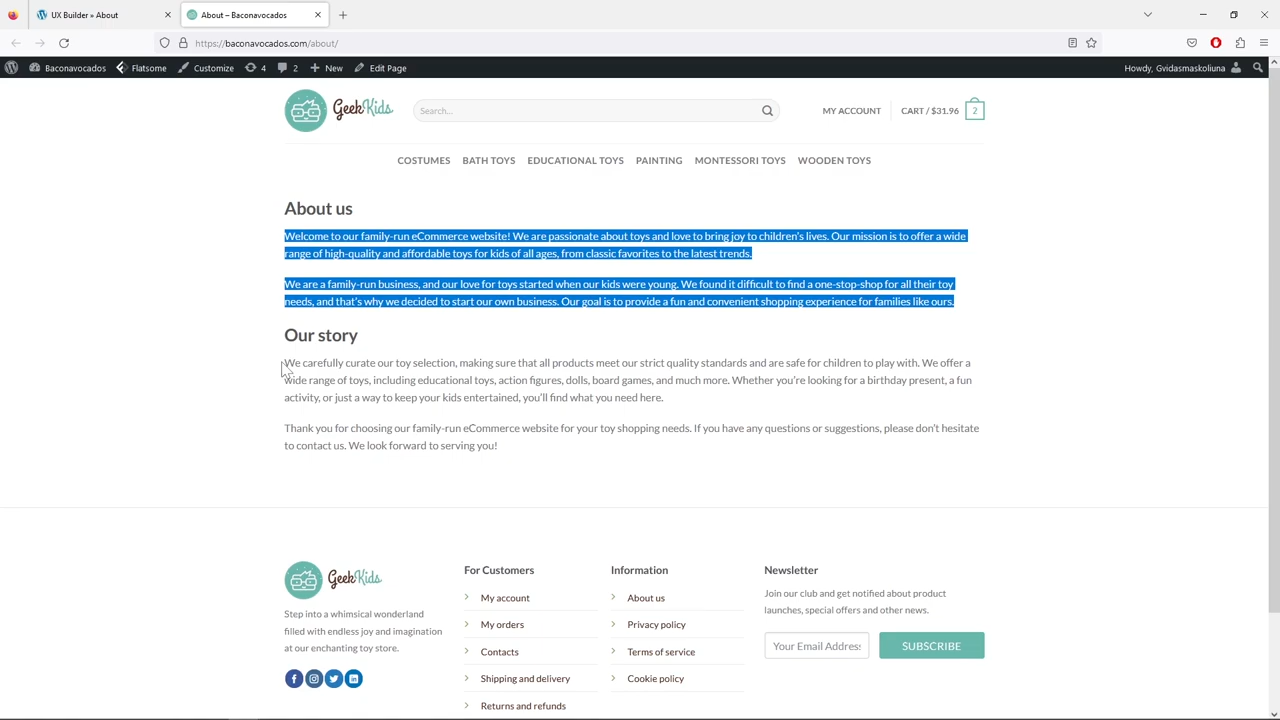 UX Builder » About
About – Baconavocados
https://baconavocados.com/about/
Baconavocados
Flatsome
Customize
4
2
New
Edit Page
Howdy, Gvidasmaskoliuna
GeekKids
Search...
MY ACCOUNT
CART / $31.96
2
COSTUMES BATH TOYS EDUCATIONAL TOYS PAINTING MONTESSORI TOYS WOODEN TOYS
About us
Welcome to our family-run eCommerce website! We are passionate about toys and love to bring joy to children's lives. Our mission is to offer a wide
range of high-quality and affordable toys for kids of all ages, from classic favorites to the latest trends.
We are a family-run business, and our love for toys started when our kids were young. We found it difficult to find a one-stop-shop for all their toy
needs, and that's why we decided to start our own business. Our goal is to provide a fun and convenient shopping experience for families like ours.
Our story
We carefully curate our toy selection, making sure that all products meet our strict quality standards and are safe for children to play with. We offer a
wide range of toys, including educational toys, action figures, dolls, board games, and much more. Whether you're looking for a birthday present, a fun
activity, or just a way to keep your kids entertained, you'll find what you need here.
Thank you for choosing our family-run eCommerce website for your toy shopping needs. If you have any questions or suggestions, please don't hesitate
to contact us. We look forward to serving you!
GeekKids
Step into a whimsical wonderland
filled with endless joy and imagination
at our enchanting toy store.
For Customers
My account
My orders
Contacts
Shipping and delivery
Returns and refunds
Information
About us
Privacy policy
Terms of service
Cookie policy
Newsletter
Join our club and get notified about product
launches, special offers and other news.
Your Email Address
SUBSCRIBE